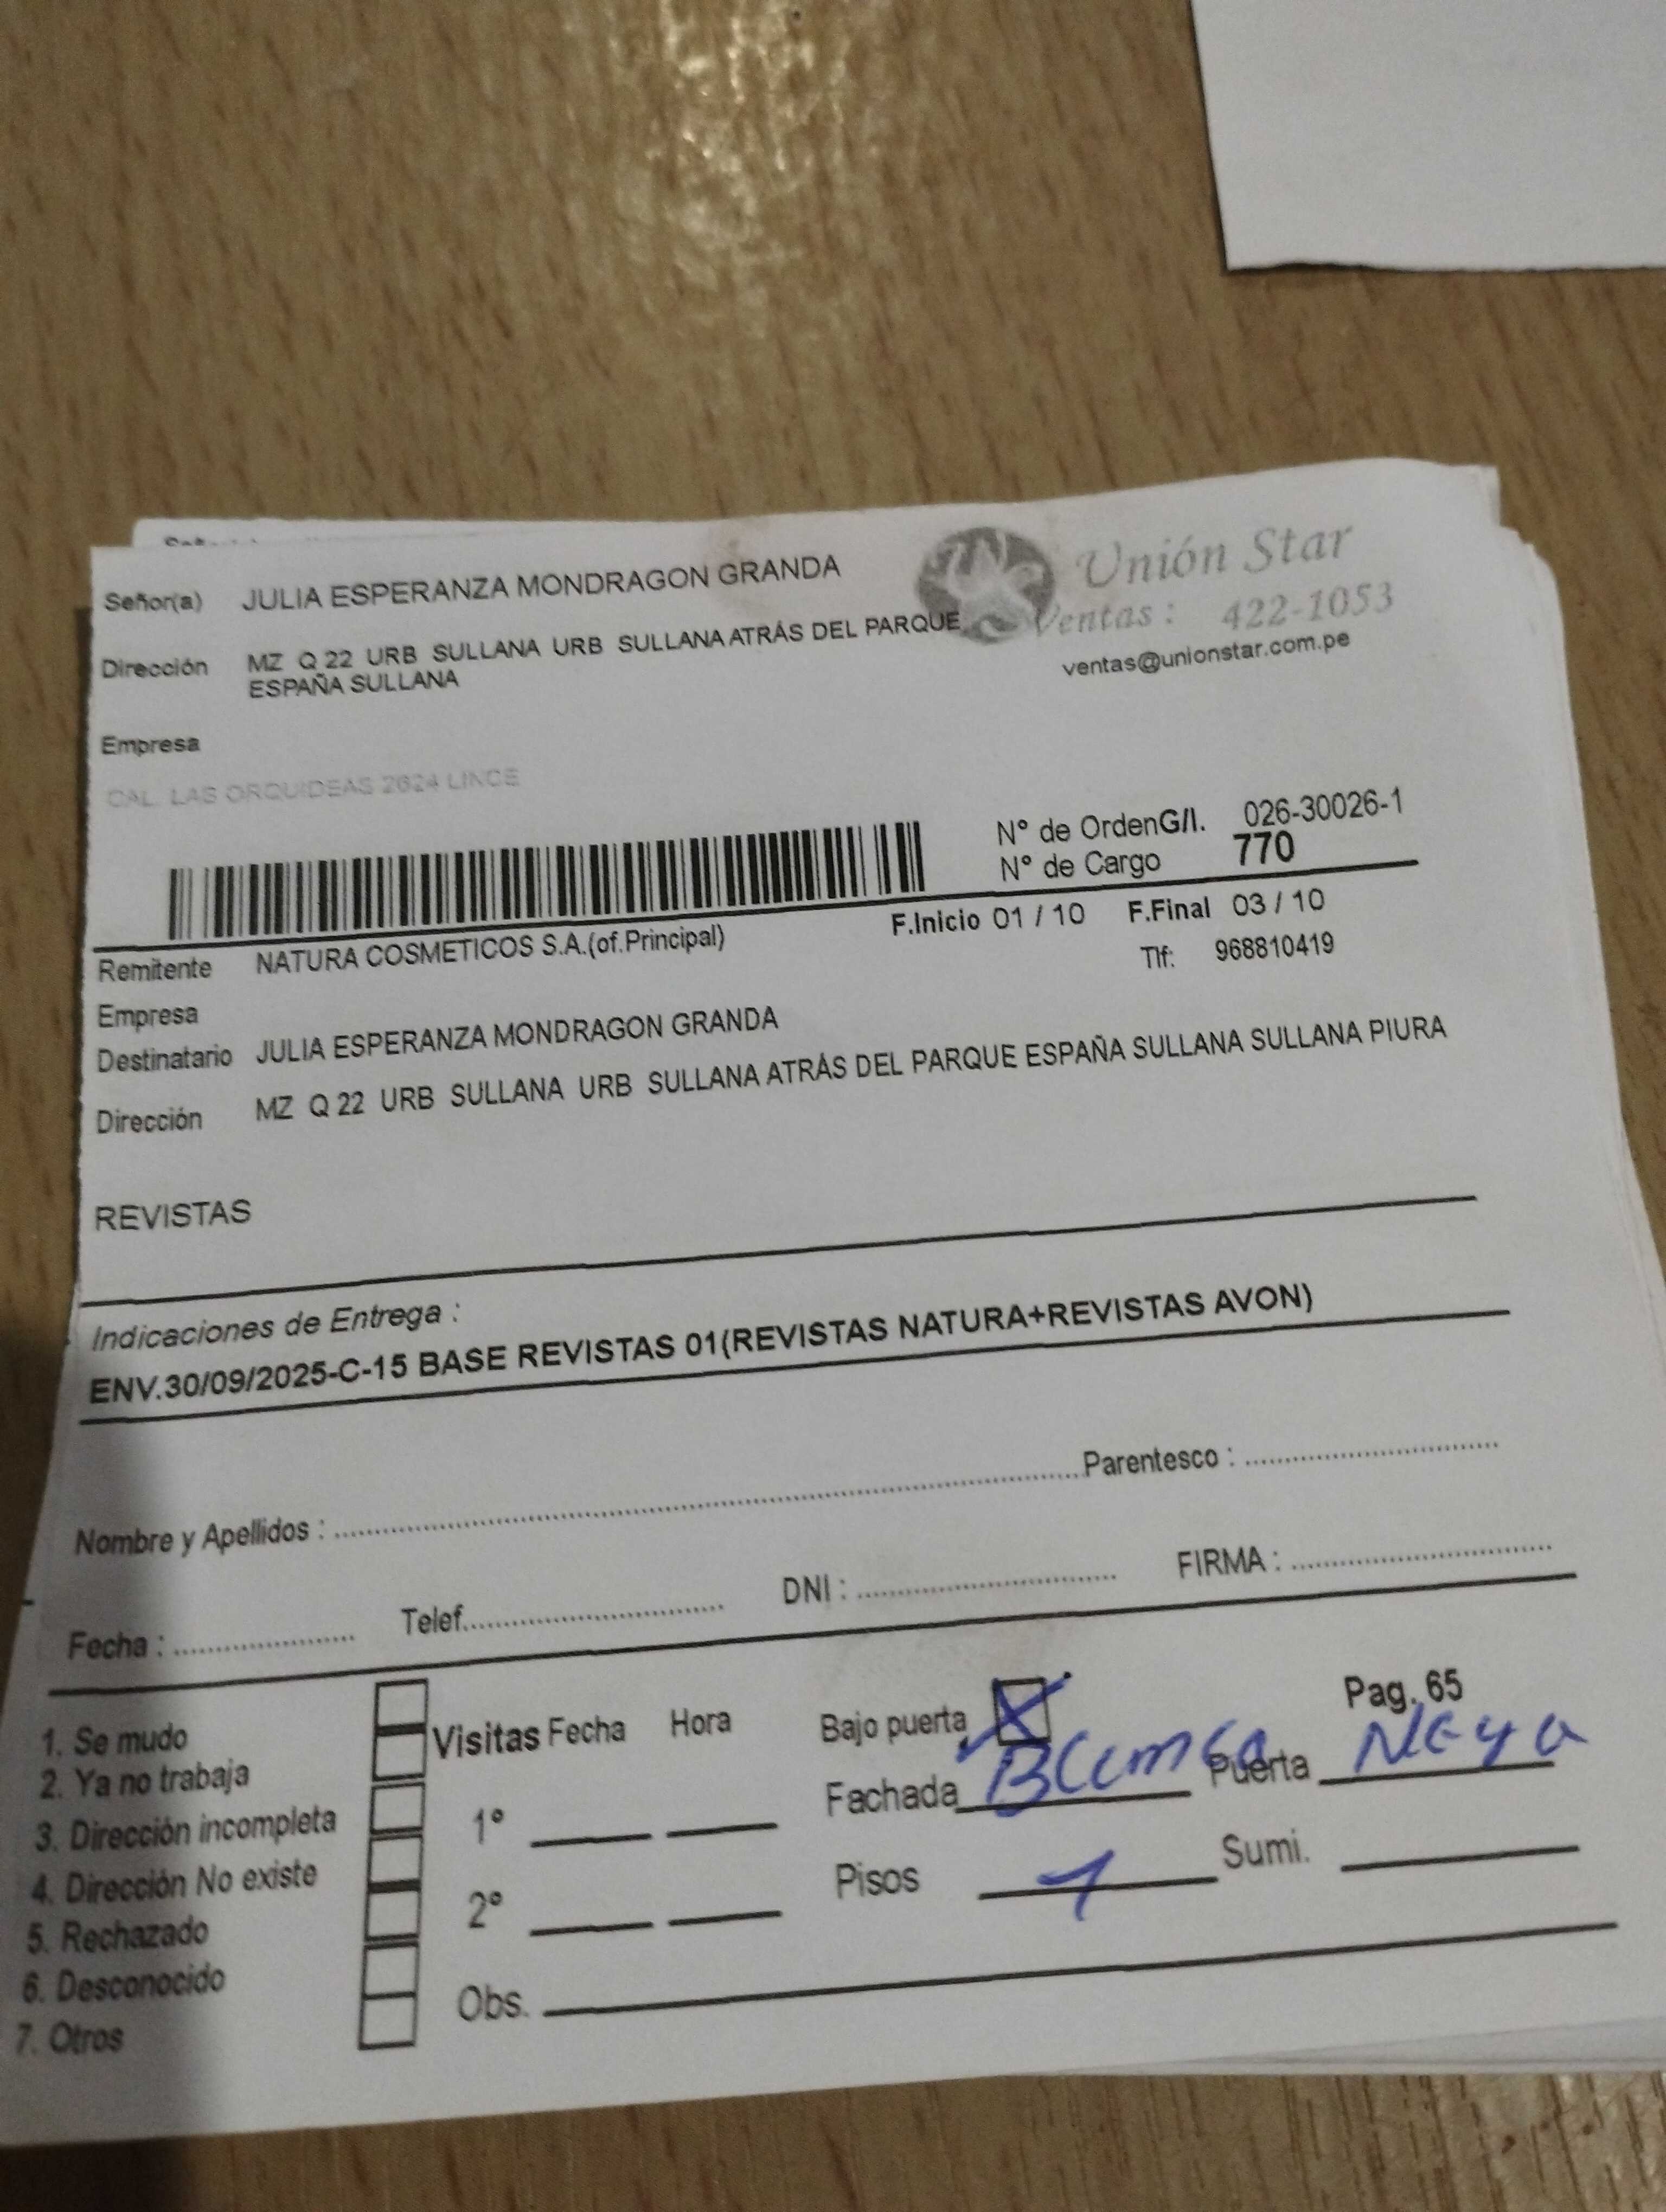 Señor(a) JULIA ESPERANZA MONDRAGON GRANDA
Unión Star
Ventas : 422-1053
ventas@unionstar.com.pe
Dirección MZ Q 22 URB SULLANA URB SULLANA ATRÁS DEL PARQUE
ESPAÑA SULLANA
Empresa
CAL. LAS ORQUIDEAS 2624 LINCE
N° de OrdenG/I. 026-30026-1
N° de Cargo 770
F.Inicio 01 / 10 F.Final 03 / 10
Remitente NATURA COSMETICOS S.A.(of.Principal) Tlf: 968810419
Empresa
Destinatario JULIA ESPERANZA MONDRAGON GRANDA
Dirección MZ Q 22 URB SULLANA URB SULLANA ATRÁS DEL PARQUE ESPAÑA SULLANA SULLANA PIURA
REVISTAS
Indicaciones de Entrega :
ENV.30/09/2025-C-15 BASE REVISTAS 01(REVISTAS NATURA+REVISTAS AVON)
Nombre y Apellidos : Parentesco :
Fecha : Telef. DNI : FIRMA :
1. Se mudo
2. Ya no trabaja
3. Dirección incompleta
4. Dirección No existe
5. Rechazado
6. Desconocido
7. Otros
Visitas Fecha Hora
1°
2°
Obs.
Bajo puerta X Pag. 65
Fachada Blanca Puerta Neya
Pisos 1 Sumi.